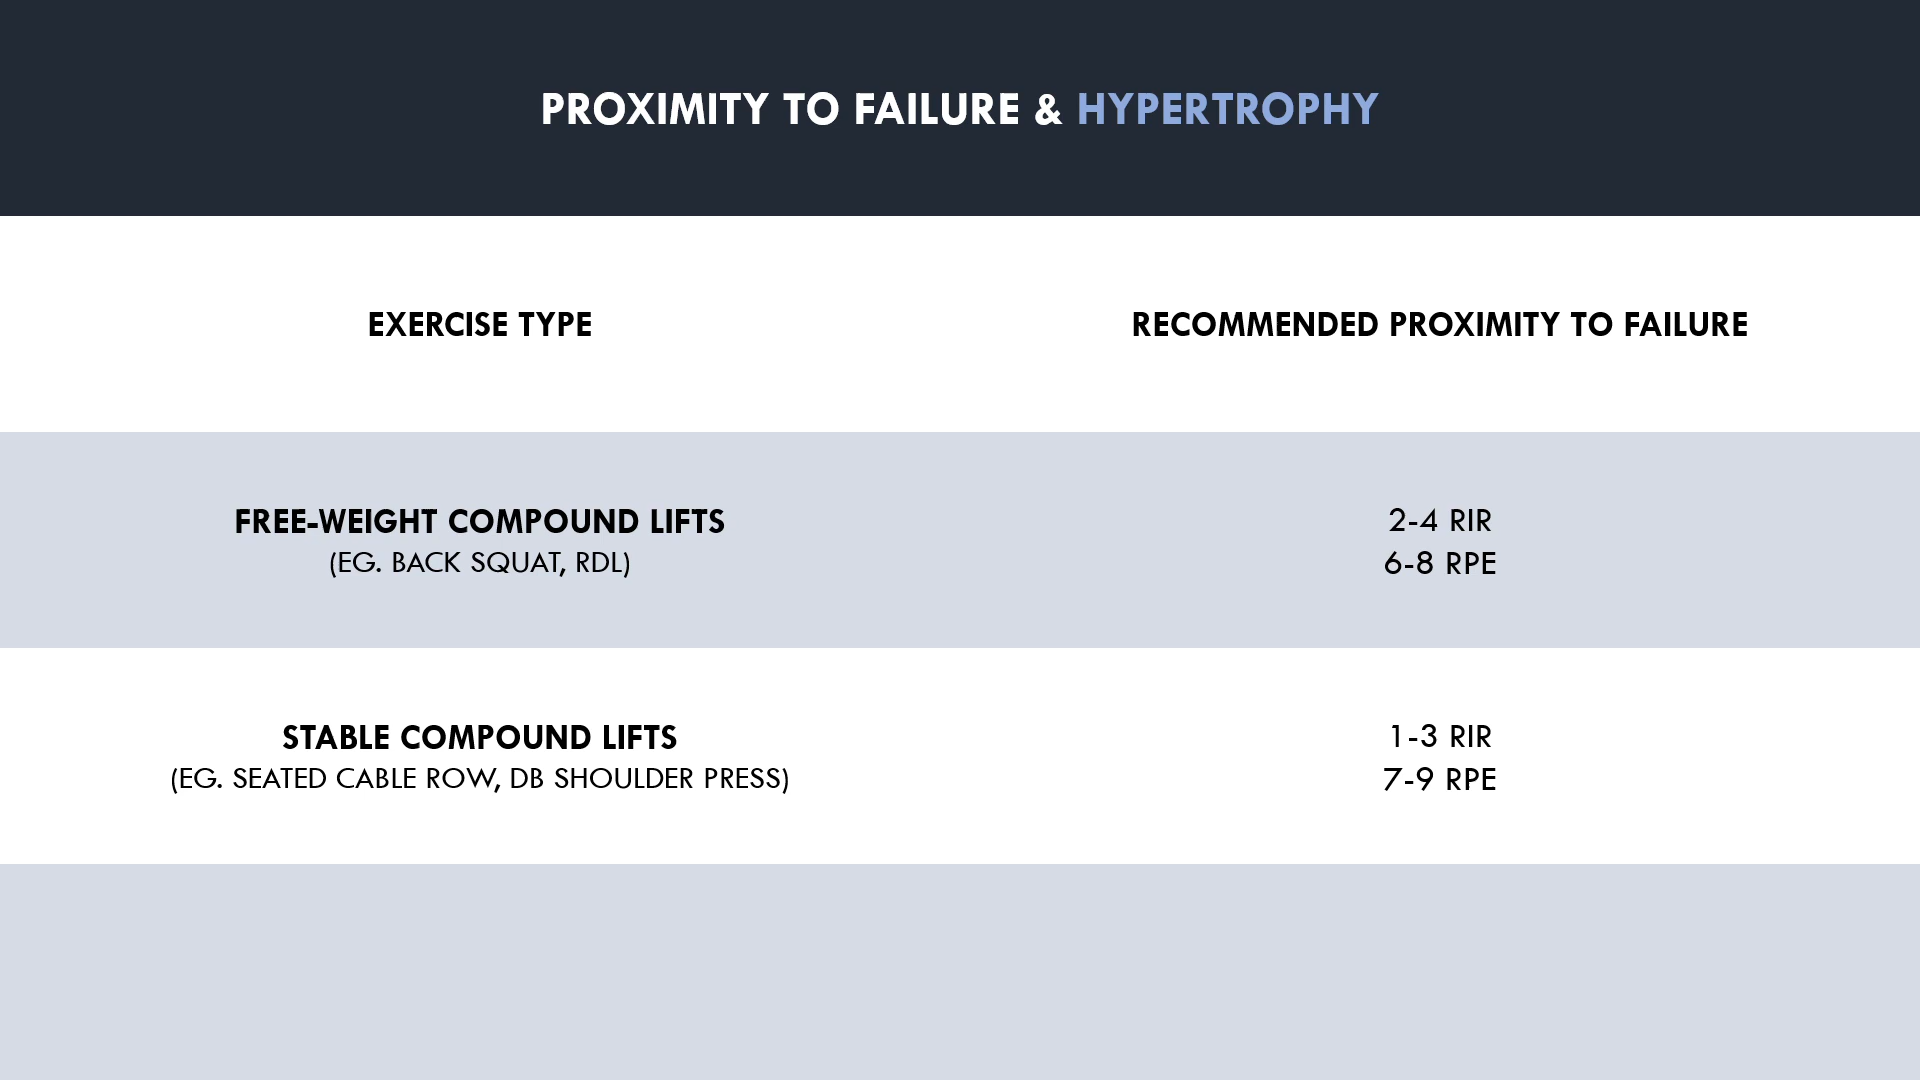 PROXIMITY TO FAILURE & HYPERTROPHY
EXERCISE TYPE
RECOMMENDED PROXIMITY TO FAILURE
FREE-WEIGHT COMPOUND LIFTS
(EG. BACK SQUAT, RDL)
2-4 RIR
6-8 RPE
STABLE COMPOUND LIFTS
(EG. SEATED CABLE ROW, DB SHOULDER PRESS)
1-3 RIR
7-9 RPE